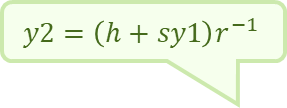 y2 = (h + sy1)r⁻¹